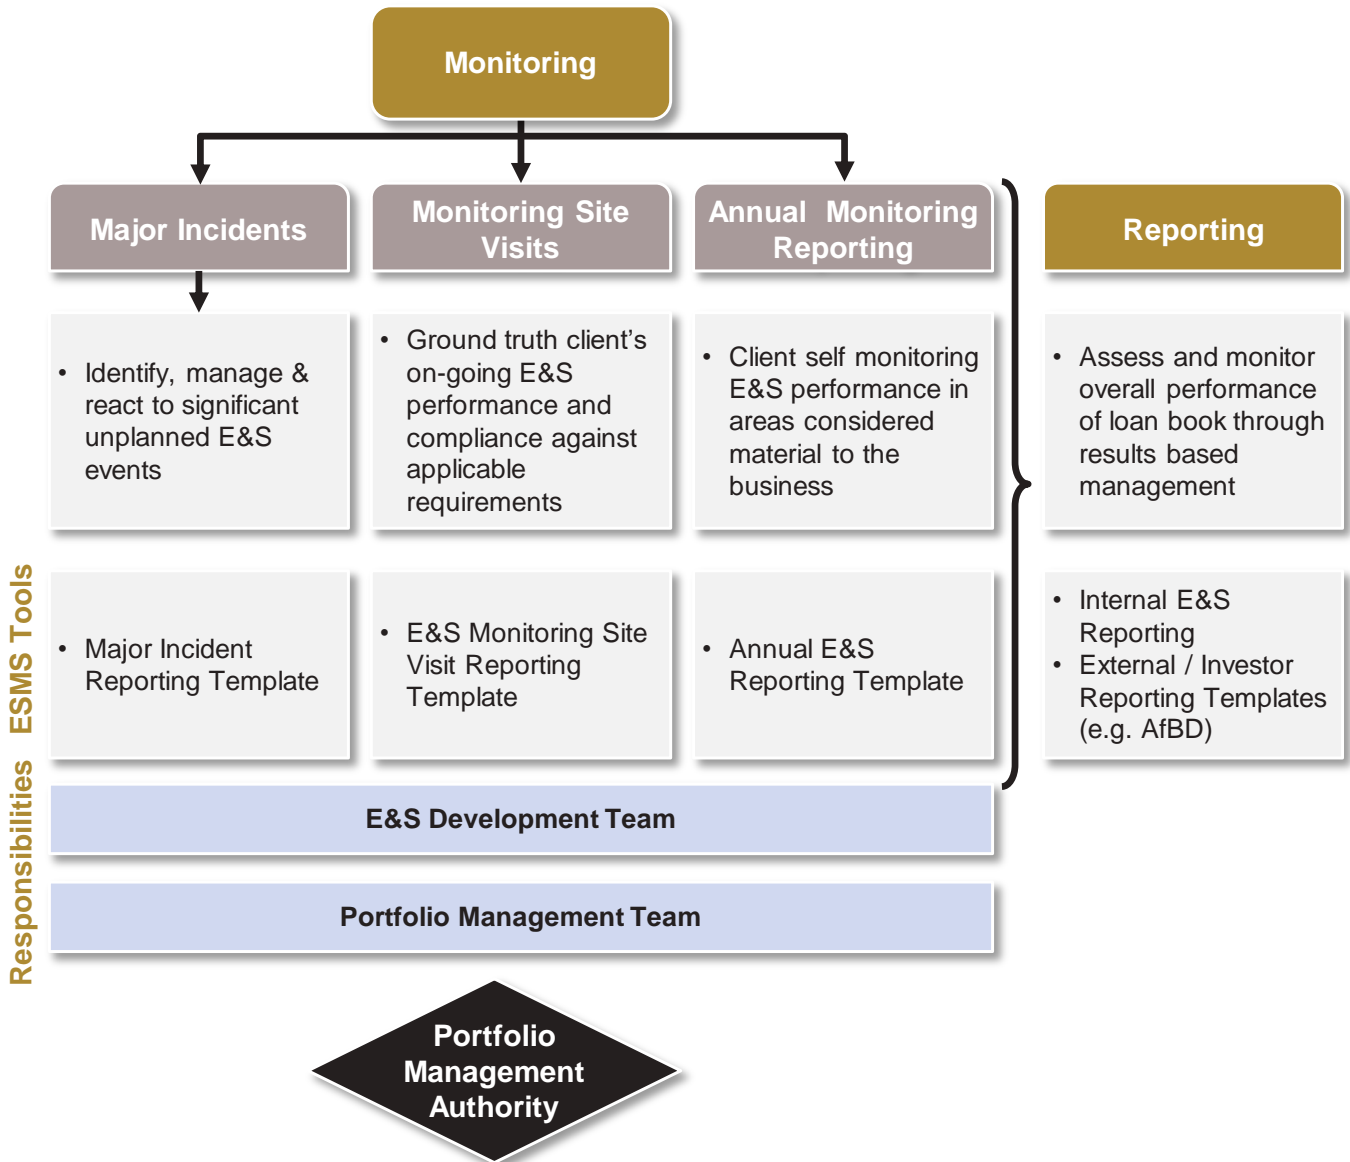 Monitoring
Major Incidents
Monitoring Site
Visits
Annual Monitoring
Reporting
Reporting
• Identify, manage &
react to significant
unplanned E&S
events
• Ground truth client’s
on-going E&S
performance and
compliance against
applicable
requirements
• Client self monitoring
E&S performance in
areas considered
material to the
business
• Assess and monitor
overall performance
of loan book through
results based
management
ESMS Tools
• Major Incident
Reporting Template
• E&S Monitoring Site
Visit Reporting
Template
• Annual E&S
Reporting Template
• Internal E&S
Reporting
• External / Investor
Reporting Templates
(e.g. AfBD)
Responsibilities
E&S Development Team
Portfolio Management Team
Portfolio
Management
Authority